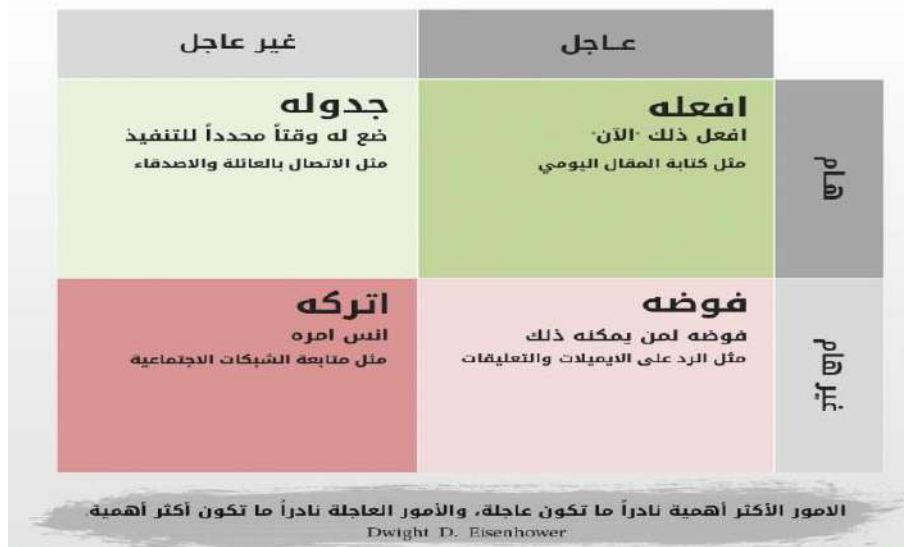 عـاجل
غير عاجل
هـام
افعله
افعل ذلك "الآن"
مثل كتابة المقال اليومي
جدوله
ضع له وقتاً محدداً للتنفيذ
مثل الاتصال بالعائلة والاصدقاء
غير هام
فوضه
فوضه لمن يمكنه ذلك
مثل الرد على الايميلات والتعليقات
اتركه
انس امره
مثل متابعة الشبكات الاجتماعية
الامور الأكثر أهمية نادراً ما تكون عاجلة، والأمور العاجلة نادراً ما تكون أكثر أهمية.
Dwight D. Eisenhower